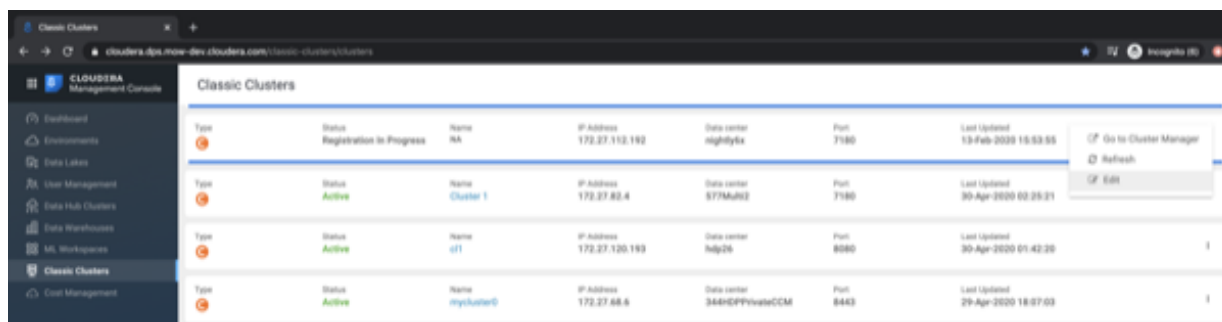 Classic Clusters
cloudera.dps.mow-dev.cloudera.com/classic-clusters/clusters
Incognito (6)
CLOUDERA
Management Console
Classic Clusters
Dashboard
Environments
Data Lakes
User Management
Data Hub Clusters
Data Warehouses
ML Workspaces
Classic Clusters
Cost Management
Type Status Name IP Address Data center Port Last Updated
C Registration In Progress NA 172.27.112.192 nightly6x 7180 13-Feb-2020 15:53:55
Go to Cluster Manager
Refresh
Edit
Type Status Name IP Address Data center Port Last Updated
C Active Cluster 1 172.27.82.4 577Multi2 7180 30-Apr-2020 02:25:21
Type Status Name IP Address Data center Port Last Updated
C Active cl1 172.27.120.193 hdp26 8080 30-Apr-2020 01:42:20
Type Status Name IP Address Data center Port Last Updated
C Active mycluster0 172.27.68.6 344HDPPrivateCCM 8443 29-Apr-2020 18:07:03